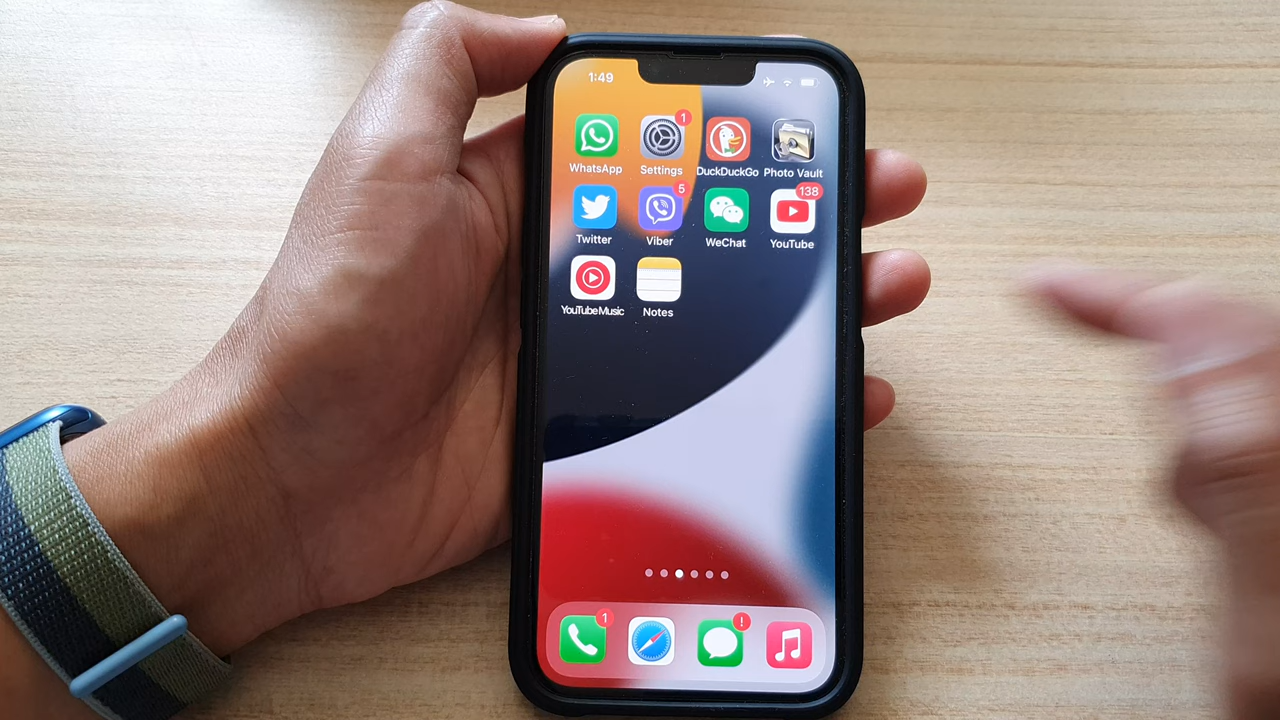 1:49
1
WhatsApp Settings DuckDuckGo Photo Vault
5 138
Twitter Viber WeChat YouTube
YouTube Music Notes
1 !